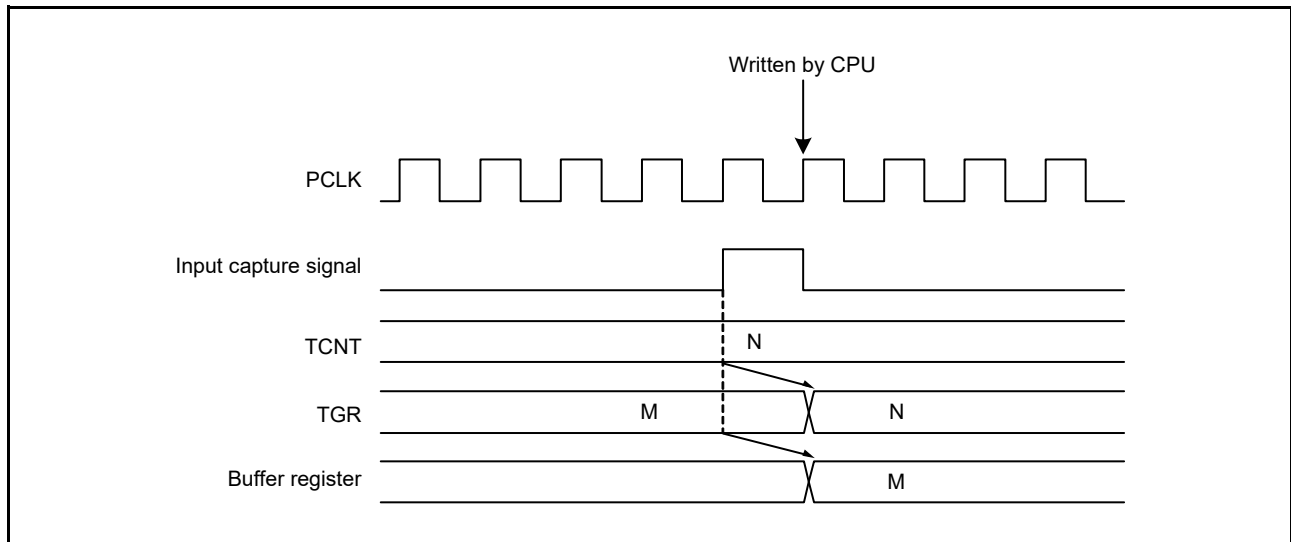 Written by CPU
PCLK
Input capture signal
TCNT
N
TGR
M
N
Buffer register
M